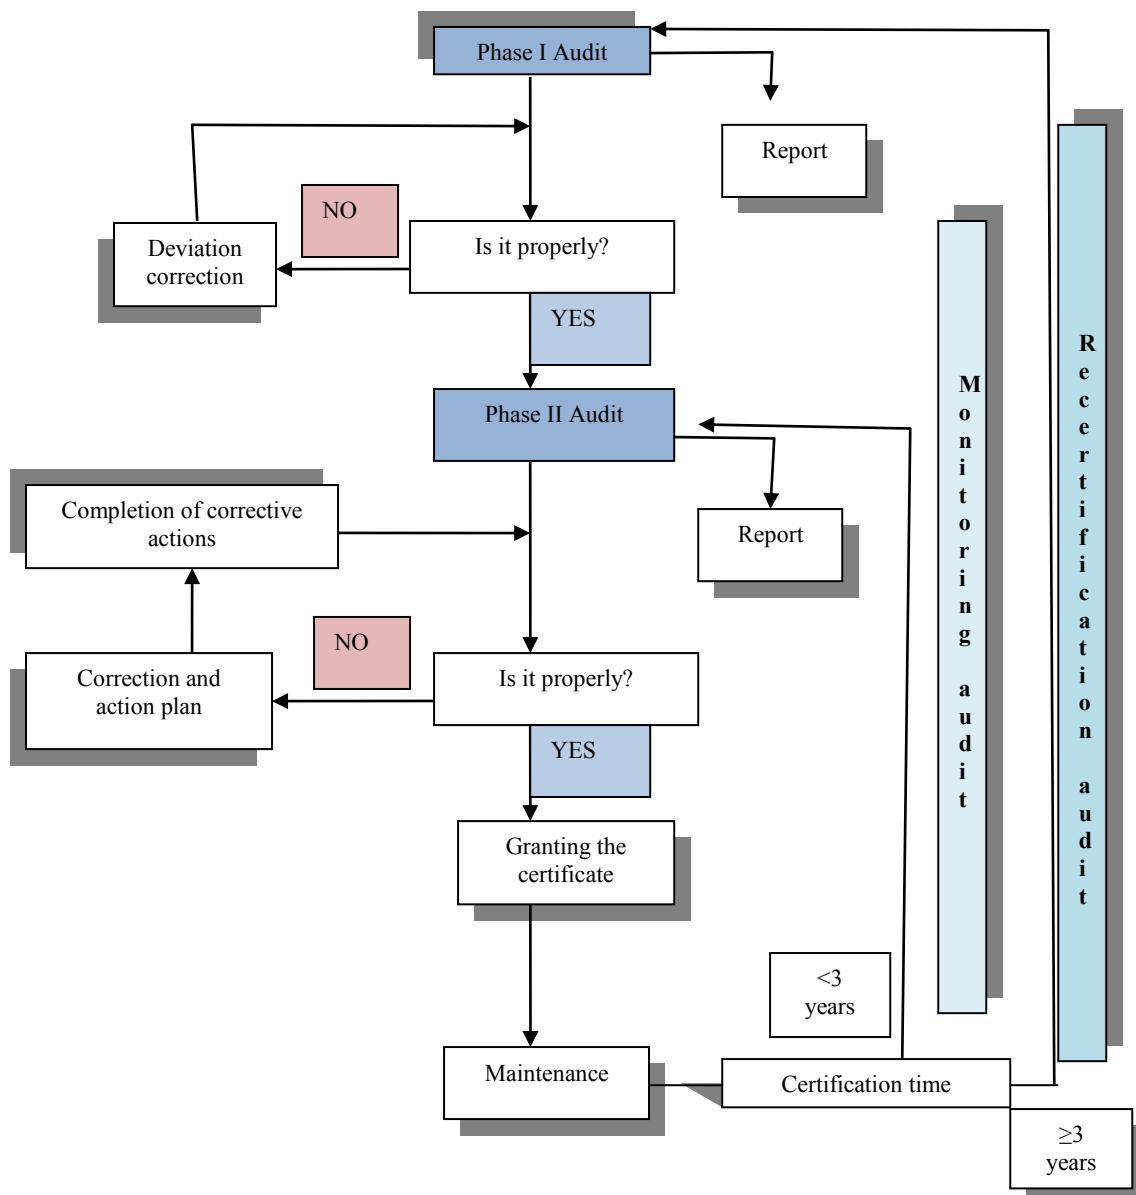 Phase I Audit
Report
NO
Is it properly?
Deviation
correction
YES
Phase II Audit
Completion of corrective
actions
Report
NO
Is it properly?
Correction and
action plan
YES
Granting the
certificate
<3
years
Maintenance
Certification time
≥3
years
Monitoring audit
Recertification audit